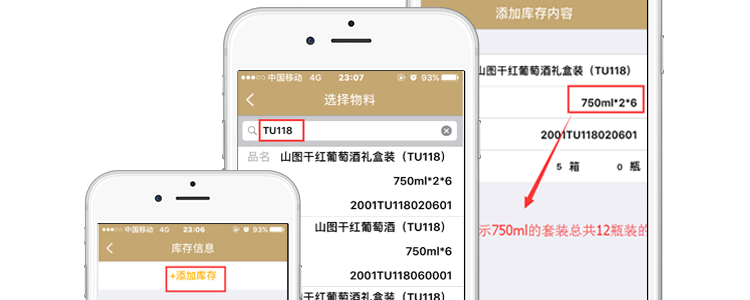 中国移动 4G 23:06 93%
库存信息
+添加库存
中国移动 4G 23:07 93%
选择物料
TU118
品名 山图干红葡萄酒礼盒装（TU118）
750ml*2*6
2001TU118020601
山图干红葡萄酒（TU118）
750ml*6
2001TU118060001
山图干红葡萄酒礼盒装（TU118）
添加库存内容
山图干红葡萄酒礼盒装（TU118）
750ml*2*6
2001TU118020601
5 箱 0 瓶
示750ml的套装总共12瓶装的